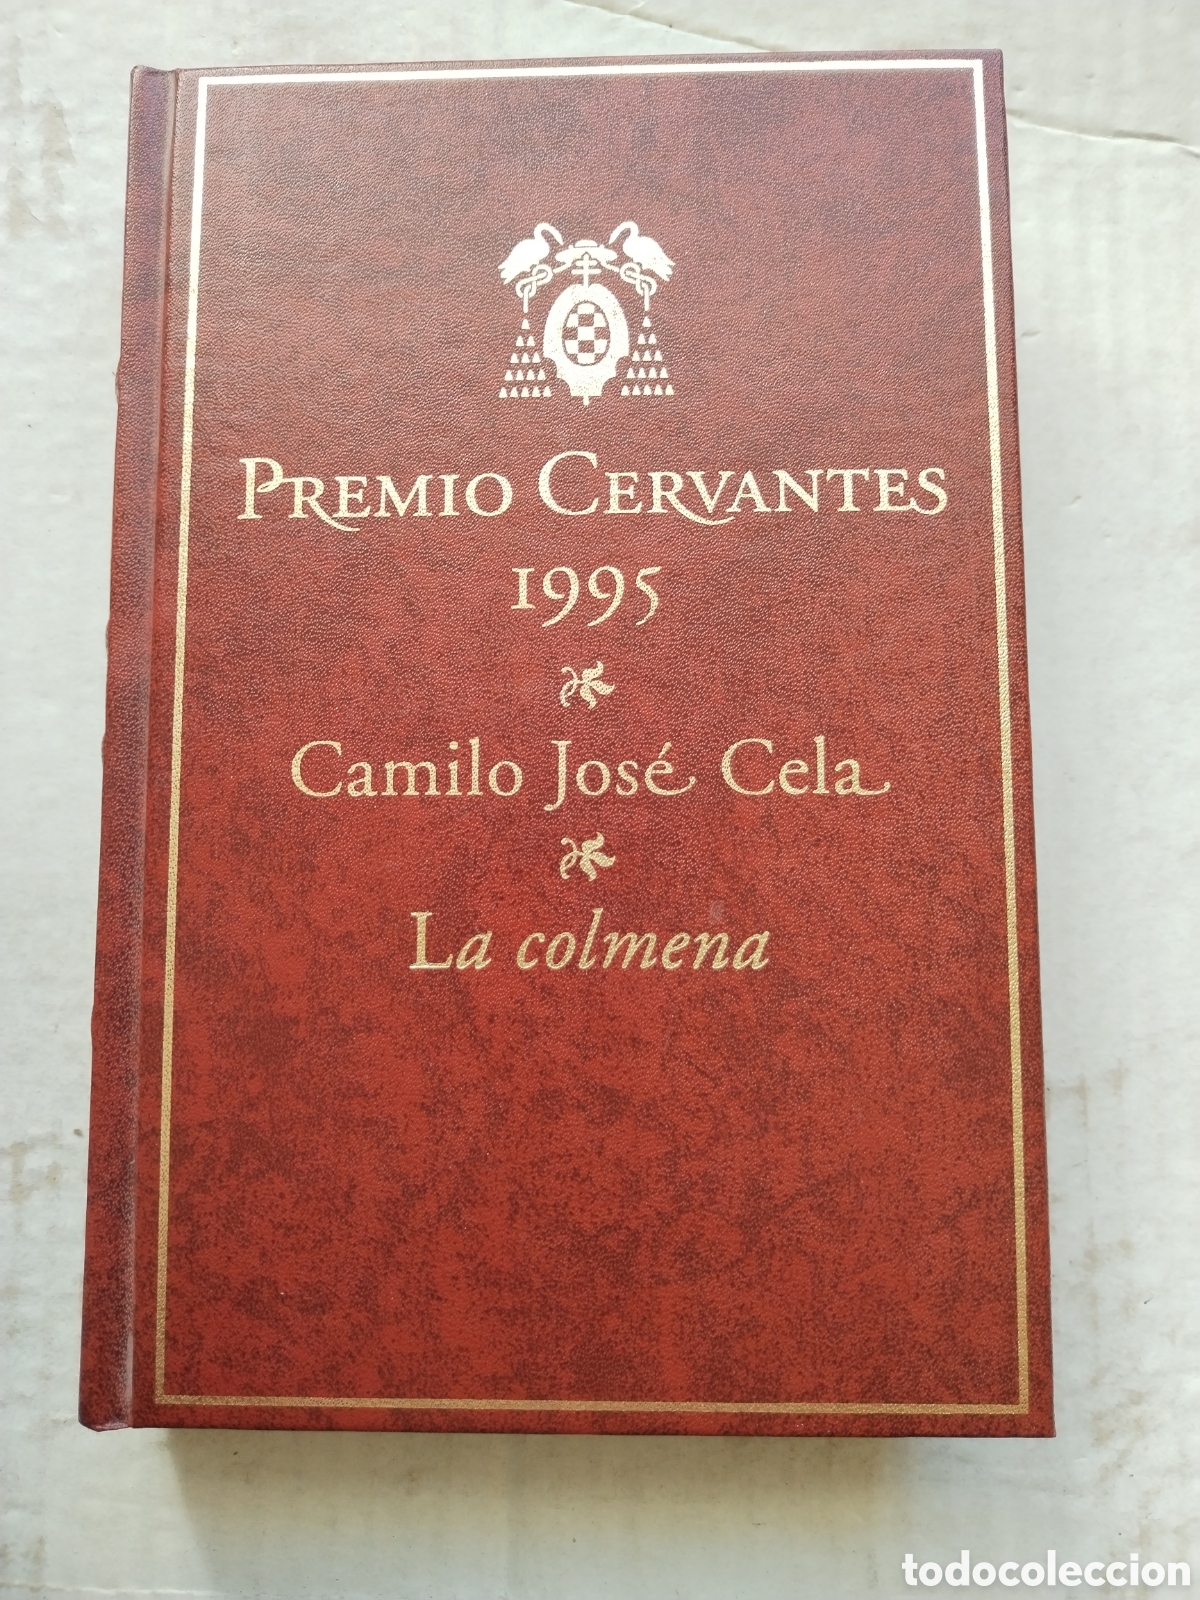 PREMIO CERVANTES
1995
Camilo José Cela
La colmena
todocoleccion